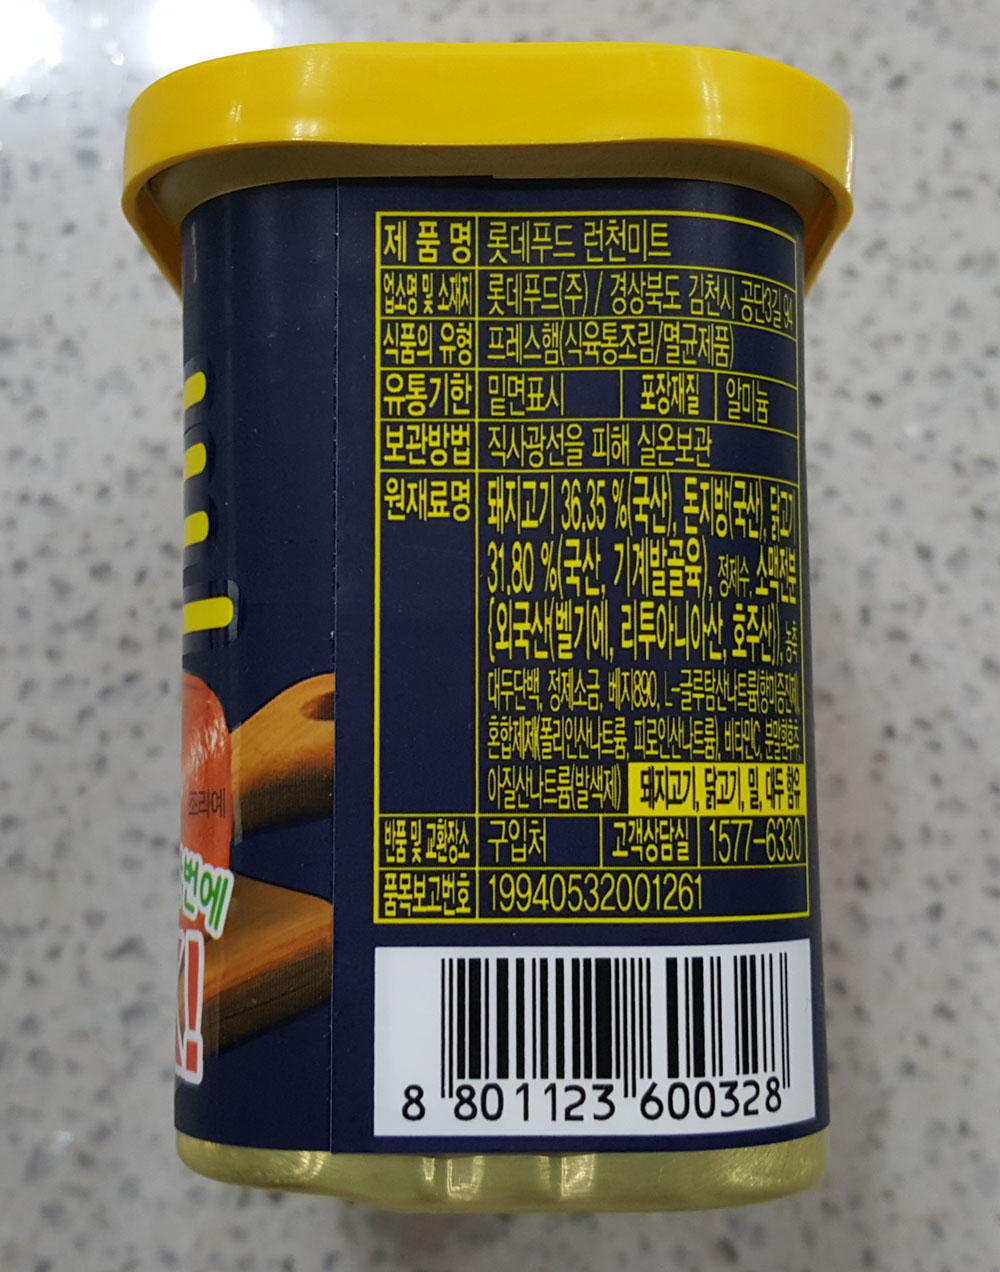 제 품 명 롯데푸드 런천미트
업소명 및 소재지 롯데푸드(주) / 경상북도 김천시 공단3길 94
식품의 유형 프레스햄(식육통조림/멸균제품)
유통기한 밑면표시 포장재질 알미늄
보관방법 직사광선을 피해 실온보관
원재료명 돼지고기 36.35 %(국산), 돈지방(국산), 닭고기
31.80 %(국산, 기계발골육), 정제수, 소맥전분
{외국산(벨기에, 리투아니아산, 호주산)}, 농축
대두단백, 정제소금, 베지890, L-글루탐산나트륨(향미증진제),
혼합제제(폴리인산나트륨, 피로인산나트륨), 비타민C, 분말흑후추,
아질산나트륨(발색제) 돼지고기, 닭고기, 밀, 대두 함유
반품 및 교환장소 구입처 고객상담실 1577-6330
품목보고번호 19940532001261
조리예
번에
!
8 801123 600328